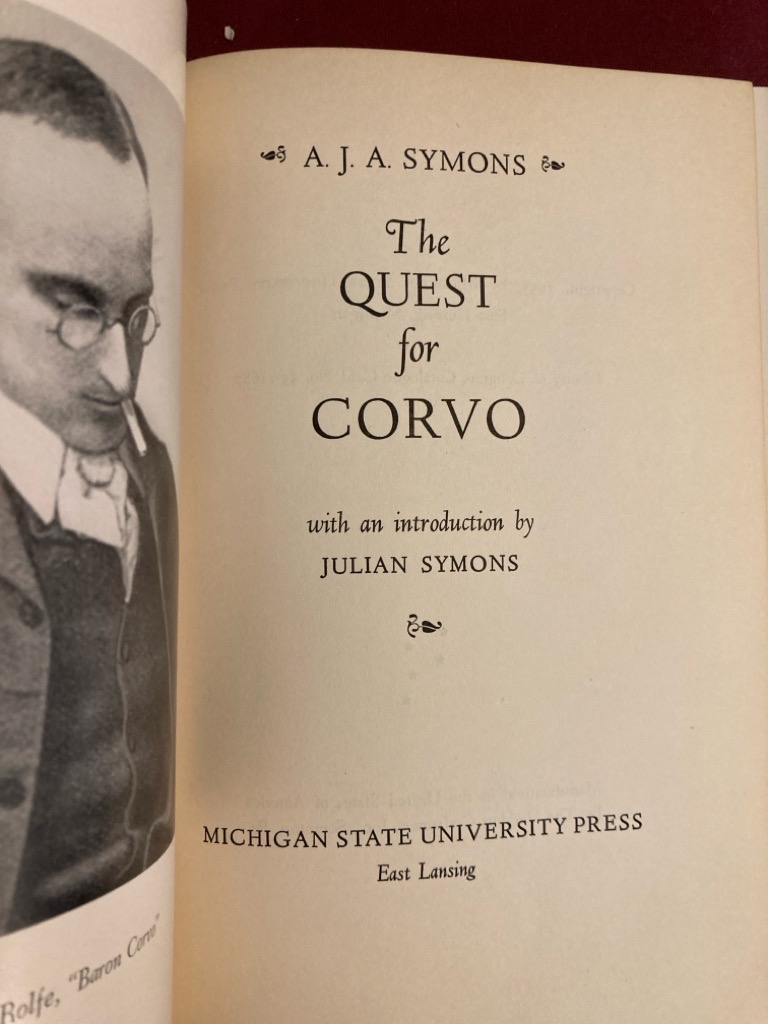 A. J. A. SYMONS
The
QUEST
for
CORVO
with an introduction by
JULIAN SYMONS
MICHIGAN STATE UNIVERSITY PRESS
East Lansing
Rolfe, "Baron Corvo"